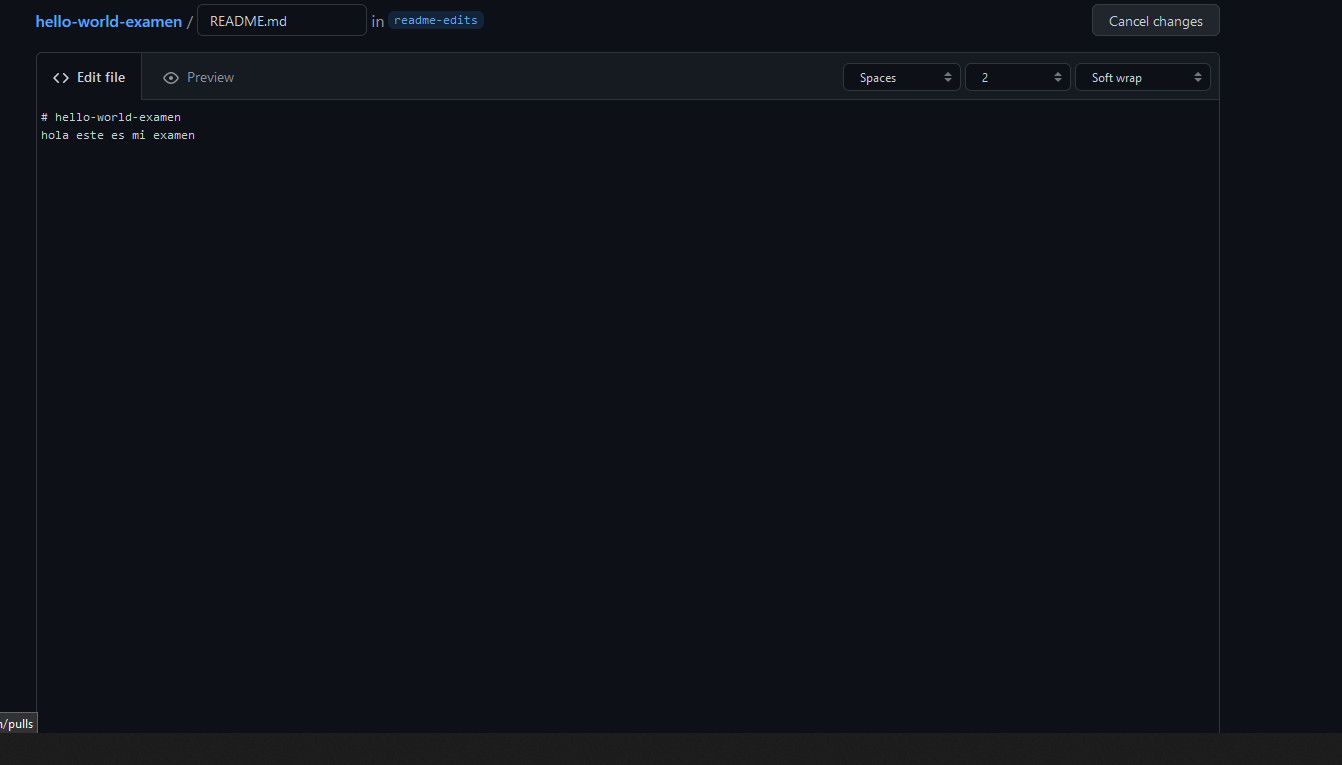 hello-world-examen / README.md in readme-edits Cancel changes
<> Edit file Preview Spaces 2 Soft wrap
# hello-world-examen
hola este es mi examen
/pulls